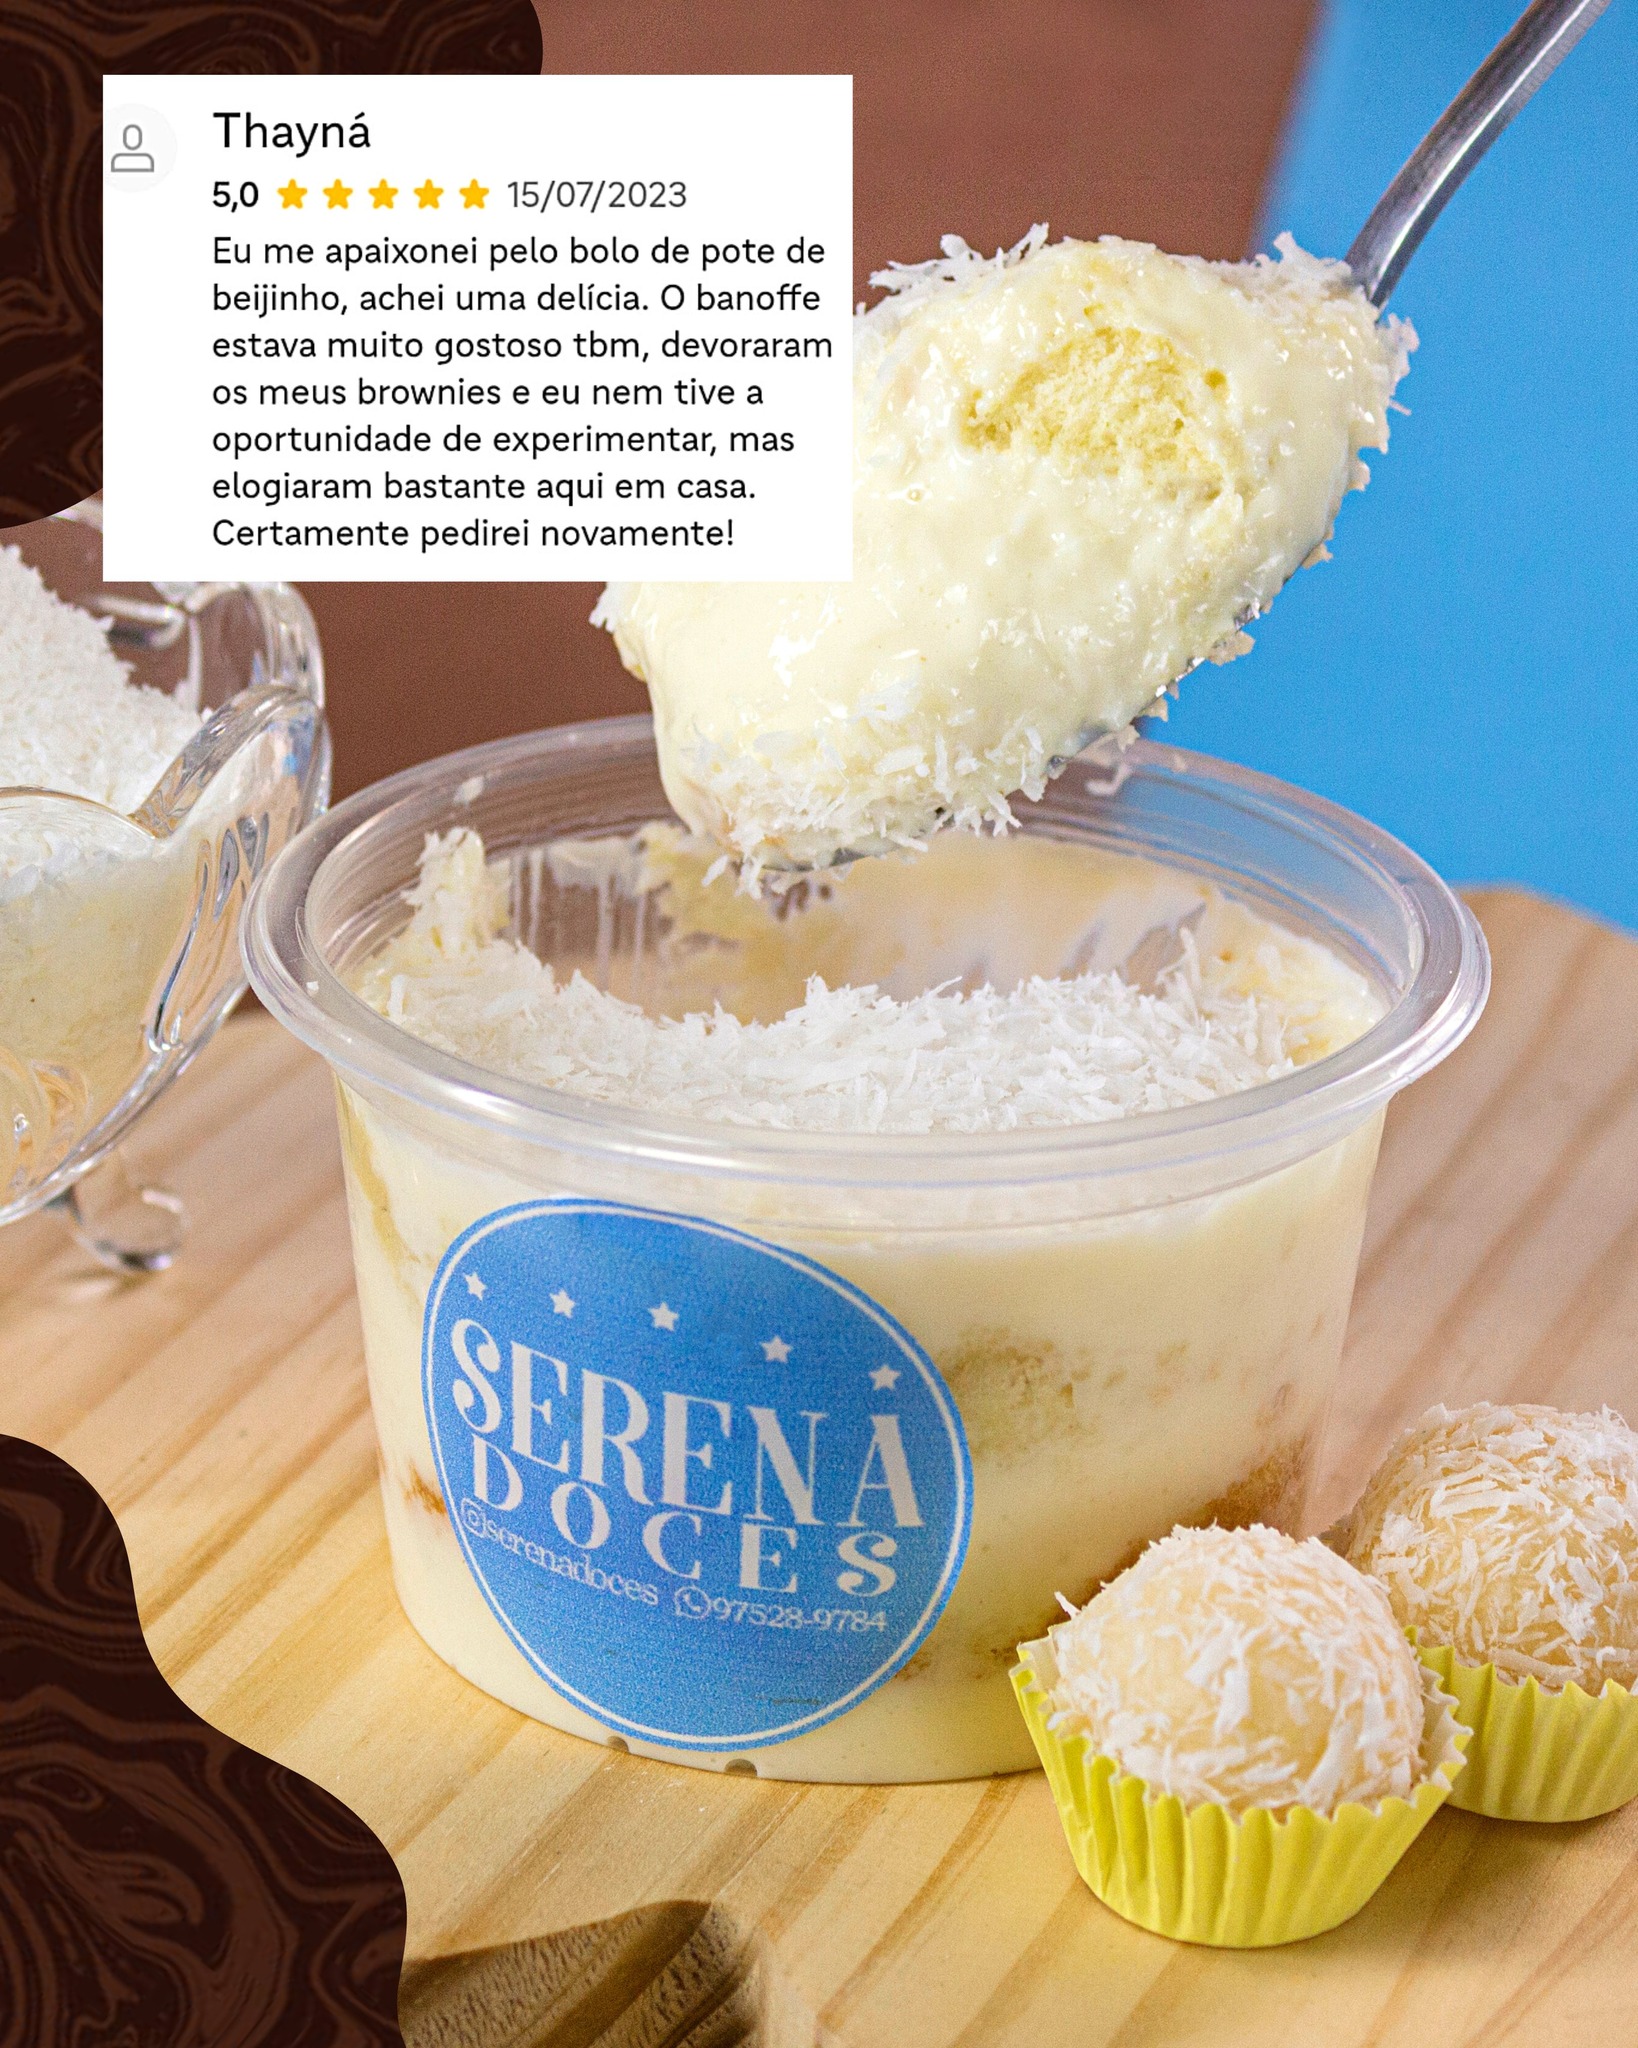 Thayná
5,0 ★★★★★ 15/07/2023
Eu me apaixonei pelo bolo de pote de
beijinho, achei uma delícia. O banoffe
estava muito gostoso tbm, devoraram
os meus brownies e eu nem tive a
oportunidade de experimentar, mas
elogiaram bastante aqui em casa.
Certamente pedirei novamente!
SERENA
DOCES
@serenadoces 97528-9784